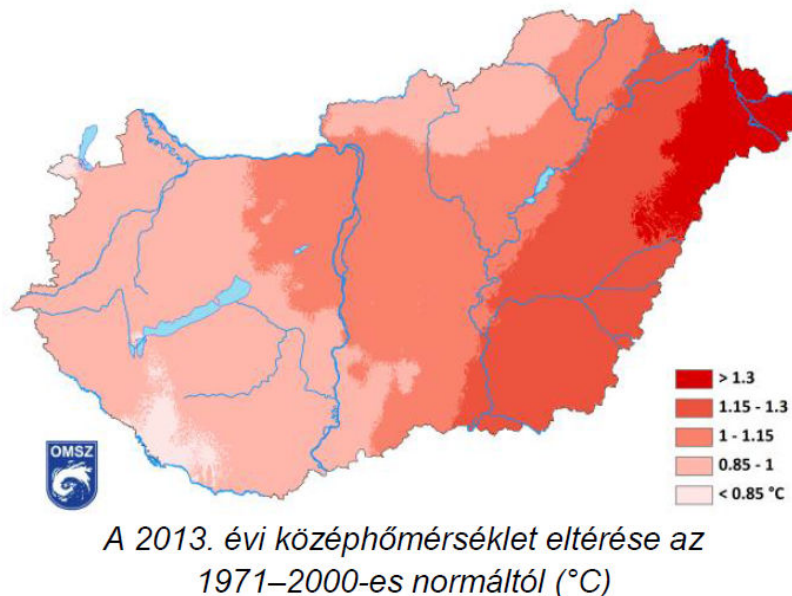 > 1.3
1.15 - 1.3
1 - 1.15
0.85 - 1
< 0.85 °C
OMSZ
A 2013. évi középhőmérséklet eltérése az
1971–2000-es normáltól (°C)